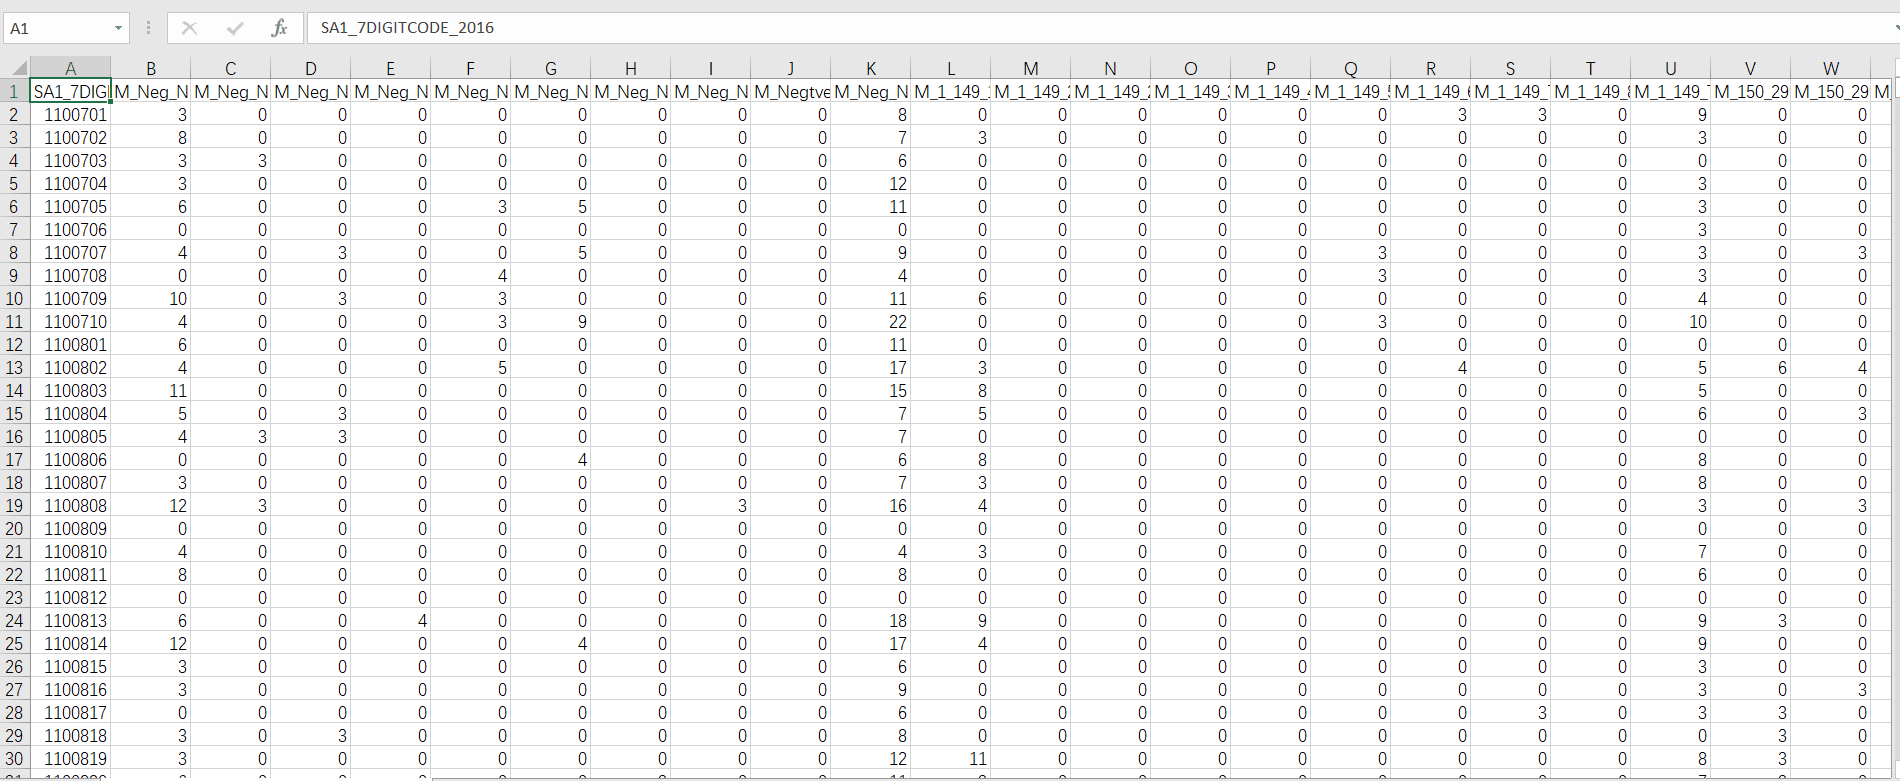 A1 fx SA1_7DIGITCODE_2016
A B C D E F G H I J K L M N O P Q R S T U V W
1 SA1_7DIGI M_Neg_N M_Neg_N M_Neg_N M_Neg_N M_Neg_N M_Neg_N M_Neg_N M_Neg_N M_Negtve M_Neg_N M_1_149_ M_1_149_2 M_1_149_2 M_1_149_3 M_1_149_4 M_1_149_5 M_1_149_6 M_1_149_ M_1_149_8 M_1_149_ M_150_29 M_150_29 M_
2 1100701 3 0 0 0 0 0 0 0 0 8 0 0 0 0 0 0 3 3 0 9 0 0
3 1100702 8 0 0 0 0 0 0 0 0 7 3 0 0 0 0 0 0 0 0 3 0 0
4 1100703 3 3 0 0 0 0 0 0 0 6 0 0 0 0 0 0 0 0 0 0 0 0
5 1100704 3 0 0 0 0 0 0 0 0 12 0 0 0 0 0 0 0 0 0 3 0 0
6 1100705 6 0 0 0 3 5 0 0 0 11 0 0 0 0 0 0 0 0 0 3 0 0
7 1100706 0 0 0 0 0 0 0 0 0 0 0 0 0 0 0 0 0 0 0 3 0 0
8 1100707 4 0 3 0 0 5 0 0 0 9 0 0 0 0 0 3 0 0 0 3 0 3
9 1100708 0 0 0 0 4 0 0 0 0 4 0 0 0 0 0 3 0 0 0 3 0 0
10 1100709 10 0 3 0 3 0 0 0 0 11 6 0 0 0 0 0 0 0 0 4 0 0
11 1100710 4 0 0 0 3 9 0 0 0 22 0 0 0 0 0 3 0 0 0 10 0 0
12 1100801 6 0 0 0 0 0 0 0 0 11 0 0 0 0 0 0 0 0 0 0 0 0
13 1100802 4 0 0 0 5 0 0 0 0 17 3 0 0 0 0 0 4 0 0 5 6 4
14 1100803 11 0 0 0 0 0 0 0 0 15 8 0 0 0 0 0 0 0 0 5 0 0
15 1100804 5 0 3 0 0 0 0 0 0 7 5 0 0 0 0 0 0 0 0 6 0 3
16 1100805 4 3 3 0 0 0 0 0 0 7 0 0 0 0 0 0 0 0 0 0 0 0
17 1100806 0 0 0 0 0 4 0 0 0 6 8 0 0 0 0 0 0 0 0 8 0 0
18 1100807 3 0 0 0 0 0 0 0 0 7 3 0 0 0 0 0 0 0 0 8 0 0
19 1100808 12 3 0 0 0 0 0 3 0 16 4 0 0 0 0 0 0 0 0 3 0 3
20 1100809 0 0 0 0 0 0 0 0 0 0 0 0 0 0 0 0 0 0 0 0 0 0
21 1100810 4 0 0 0 0 0 0 0 0 4 3 0 0 0 0 0 0 0 0 7 0 0
22 1100811 8 0 0 0 0 0 0 0 0 8 0 0 0 0 0 0 0 0 0 6 0 0
23 1100812 0 0 0 0 0 0 0 0 0 0 0 0 0 0 0 0 0 0 0 0 0 0
24 1100813 6 0 0 4 0 0 0 0 0 18 9 0 0 0 0 0 0 0 0 9 3 0
25 1100814 12 0 0 0 0 4 0 0 0 17 4 0 0 0 0 0 0 0 0 9 0 0
26 1100815 3 0 0 0 0 0 0 0 0 6 0 0 0 0 0 0 0 0 0 3 0 0
27 1100816 3 0 0 0 0 0 0 0 0 9 0 0 0 0 0 0 0 0 0 3 0 3
28 1100817 0 0 0 0 0 0 0 0 0 6 0 0 0 0 0 0 0 3 0 3 3 0
29 1100818 3 0 3 0 0 0 0 0 0 8 0 0 0 0 0 0 0 0 0 0 3 0
30 1100819 3 0 0 0 0 0 0 0 0 12 11 0 0 0 0 0 0 0 0 8 3 0